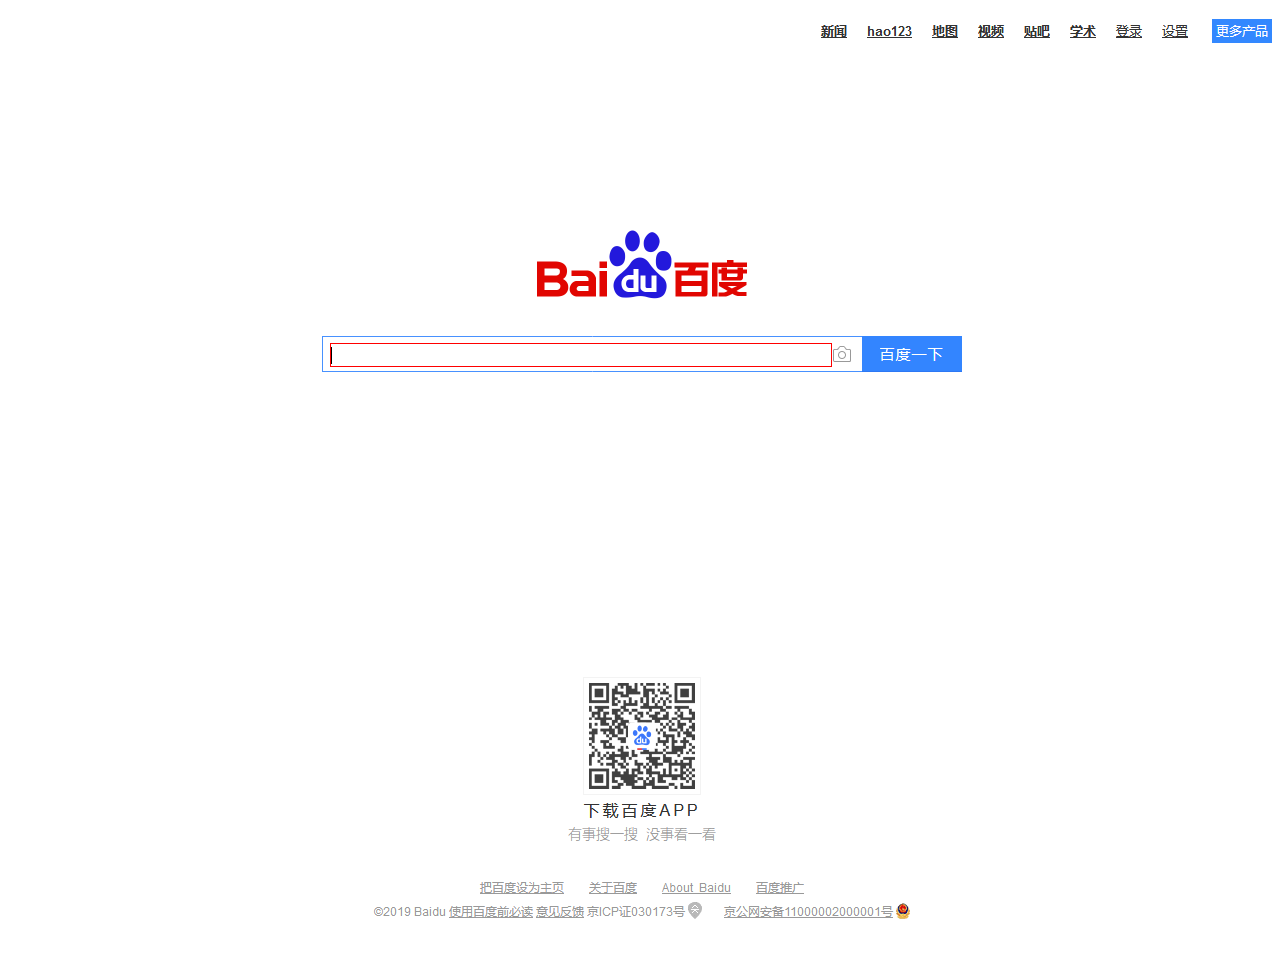 新闻 hao123 地图 视频 贴吧 学术 登录 设置 更多产品
Bai du 百度
百度一下
du
下载百度APP
有事搜一搜 没事看一看
把百度设为主页 关于百度 About Baidu 百度推广
©2019 Baidu 使用百度前必读 意见反馈 京ICP证030173号 京公网安备11000002000001号